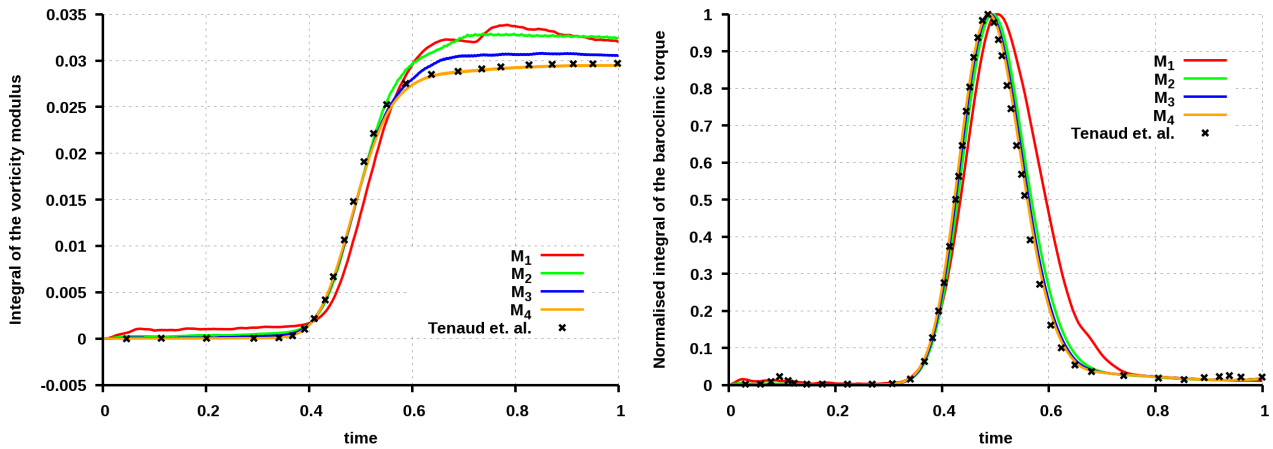 Integral of the vorticity modulus
0.035
0.03
0.025
0.02
0.015
0.01
0.005
0
-0.005
0 0.2 0.4 0.6 0.8 1
time
M1
M2
M3
M4
Tenaud et. al.
Normalised integral of the baroclinic torque
1
0.9
0.8
0.7
0.6
0.5
0.4
0.3
0.2
0.1
0
0 0.2 0.4 0.6 0.8 1
time
M1
M2
M3
M4
Tenaud et. al.